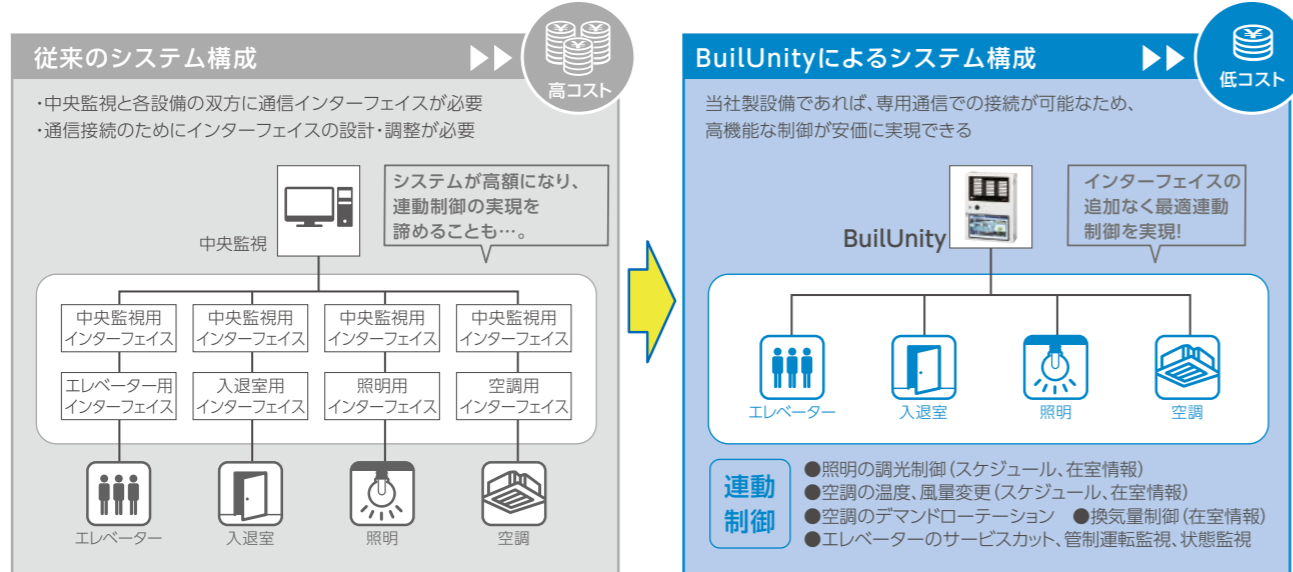 従来のシステム構成
高コスト
・中央監視と各設備の双方に通信インターフェイスが必要
・通信接続のためにインターフェイスの設計・調整が必要
中央監視
システムが高額になり、
連動制御の実現を
諦めることも…。
中央監視用
インターフェイス
中央監視用
インターフェイス
中央監視用
インターフェイス
中央監視用
インターフェイス
エレベーター用
インターフェイス
入退室用
インターフェイス
照明用
インターフェイス
空調用
インターフェイス
エレベーター
入退室
照明
空調
BuilUnityによるシステム構成
低コスト
当社製設備であれば、専用通信での接続が可能なため、
高機能な制御が安価に実現できる
BuilUnity
インターフェイスの
追加なく最適連動
制御を実現!
エレベーター
入退室
照明
空調
連動
制御
●照明の調光制御(スケジュール、在室情報)
●空調の温度、風量変更(スケジュール、在室情報)
●空調のデマンドローテーション ●換気量制御(在室情報)
●エレベーターのサービスカット、管制運転監視、状態監視